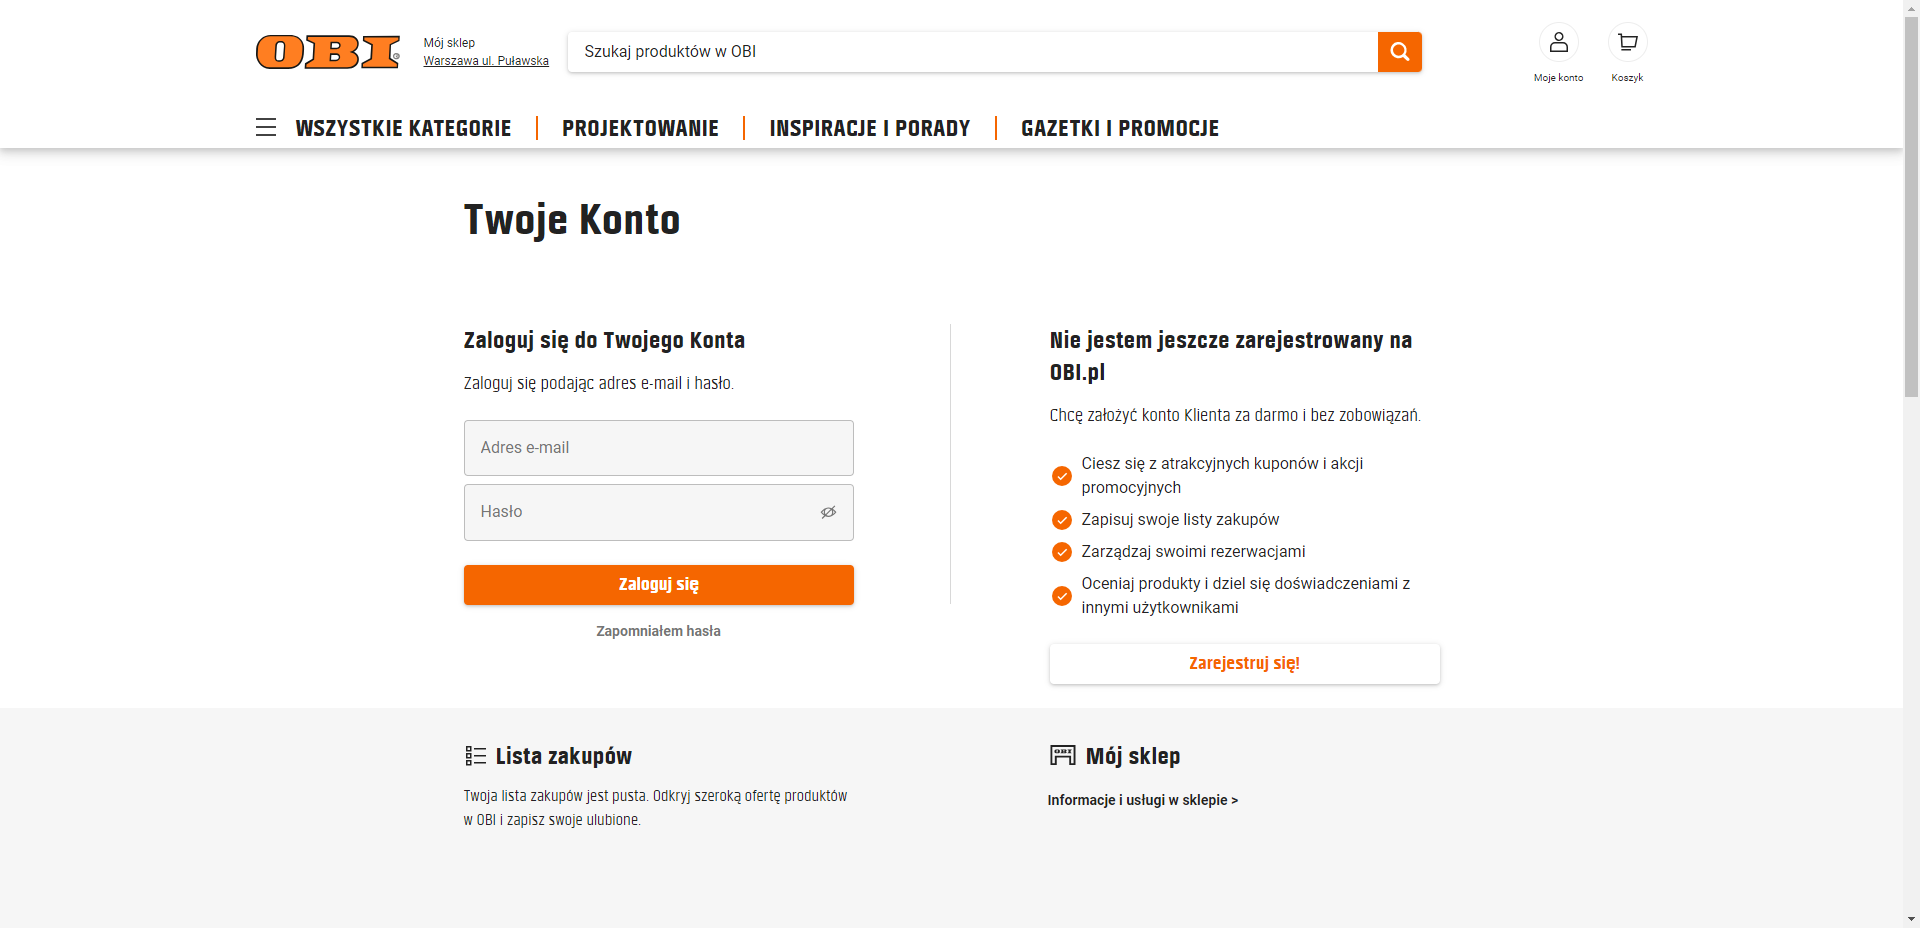 OBI
Mój sklep
Warszawa ul. Puławska
Szukaj produktów w OBI
Moje konto
Koszyk
WSZYSTKIE KATEGORIE
PROJEKTOWANIE
INSPIRACJE I PORADY
GAZETKI I PROMOCJE
Twoje Konto
Zaloguj się do Twojego Konta
Zaloguj się podając adres e-mail i hasło.
Adres e-mail
Hasło
Zaloguj się
Zapomniałem hasła
Nie jestem jeszcze zarejestrowany na
OBI.pl
Chcę założyć konto Klienta za darmo i bez zobowiązań.
Ciesz się z atrakcyjnych kuponów i akcji
promocyjnych
Zapisuj swoje listy zakupów
Zarządzaj swoimi rezerwacjami
Oceniaj produkty i dziel się doświadczeniami z
innymi użytkownikami
Zarejestruj się!
Lista zakupów
Twoja lista zakupów jest pusta. Odkryj szeroką ofertę produktów
w OBI i zapisz swoje ulubione.
OBI
Mój sklep
Informacje i usługi w sklepie >